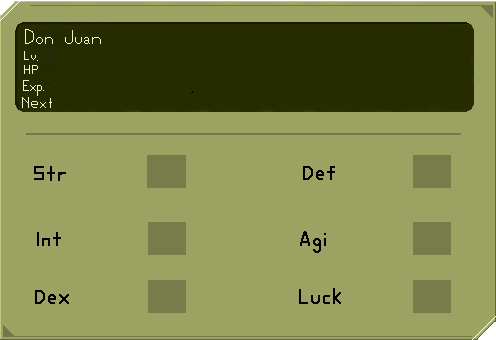 Don Juan
Lv.
HP
Exp.
Next
Str Def
Int Agi
Dex Luck